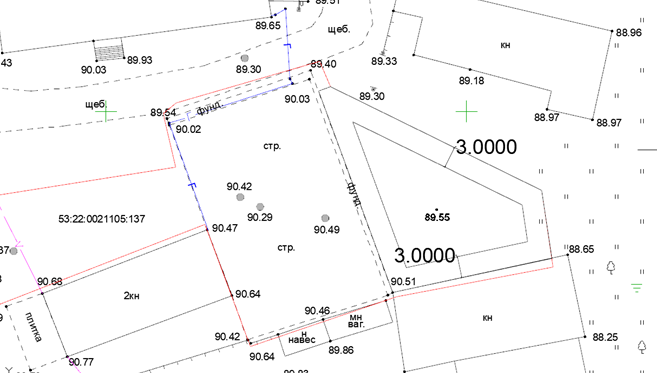 89.51
89.65
щеб.
88.96
кн
43
90.03
89.93
89.30
89.40
89.33
89.18
90.03
89.30
щеб.
89.54
фунд.
88.97
88.97
90.02
стр.
3.0000
фунд.
90.42
90.29
90.49
89.55
53:22:0021105:137
90.47
37
стр.
3.0000
88.65
90.68
90.51
2кн
90.64
плитка
90.46
мн
ваг.
кн
90.42
н
навес
88.25
90.64
89.86
90.77